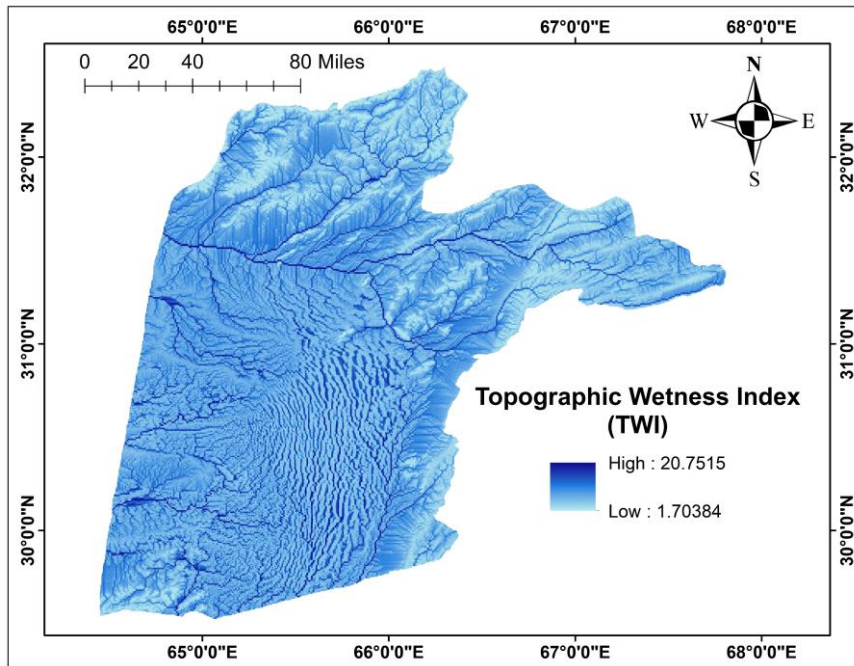 65°0'0"E 66°0'0"E 67°0'0"E 68°0'0"E
0 20 40 80 Miles
N
W E
S
32°0'0"N 32°0'0"N
31°0'0"N 31°0'0"N
Topographic Wetness Index
(TWI)
High : 20.7515
Low : 1.70384
30°0'0"N 30°0'0"N
65°0'0"E 66°0'0"E 67°0'0"E 68°0'0"E